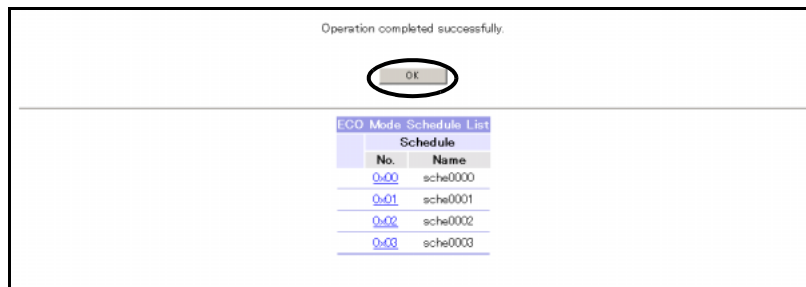 Operation completed successfully.
OK
ECO Mode Schedule List
Schedule
No. Name
0x00 sche0000
0x01 sche0001
0x02 sche0002
0x03 sche0003